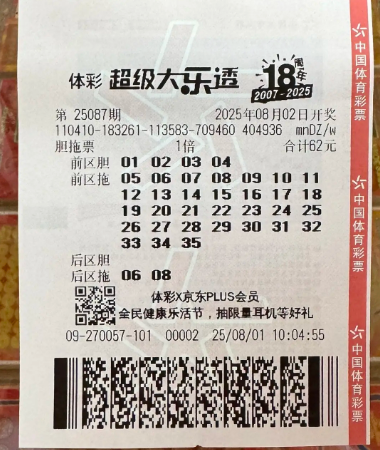 体彩 超级大乐透 18周年 2007-2025
第 25087期 2025年08月02日开奖
110410-183261-113583-709460 404936 mnDZ/w
胆拖票 1倍 合计62元
前区胆 01 02 03 04
前区拖 05 06 07 08 09 10 11
12 13 14 15 16 17 18
19 20 21 22 23 24 25
26 27 28 29 30 31 32
33 34 35
后区胆
后区拖 06 08
体彩X京东PLUS会员
全民健康乐活节，抽限量耳机等好礼
09-270057-101 00002 25/08/01 10:04:55
中国体育彩票
中国体育彩票
中国体育彩票